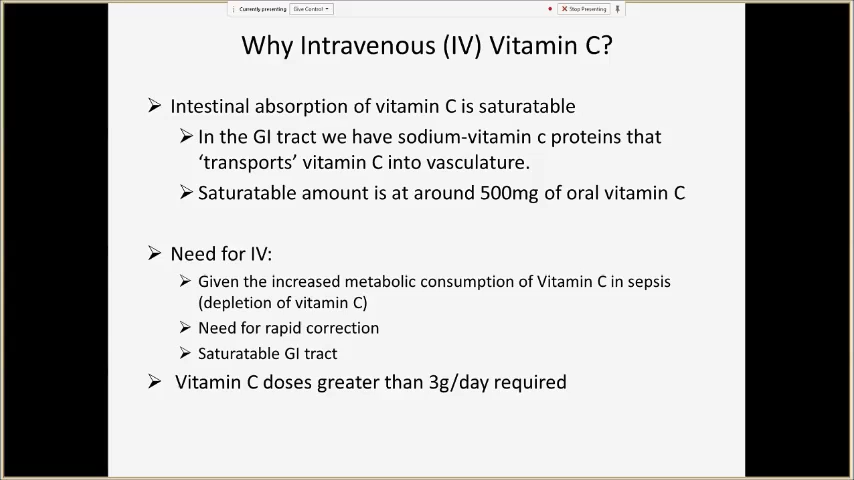 Currently presenting Give Control Stop Presenting
Why Intravenous (IV) Vitamin C?
Intestinal absorption of vitamin C is saturatable
In the GI tract we have sodium-vitamin c proteins that
‘transports’ vitamin C into vasculature.
Saturatable amount is at around 500mg of oral vitamin C
Need for IV:
Given the increased metabolic consumption of Vitamin C in sepsis
(depletion of vitamin C)
Need for rapid correction
Saturatable GI tract
Vitamin C doses greater than 3g/day required